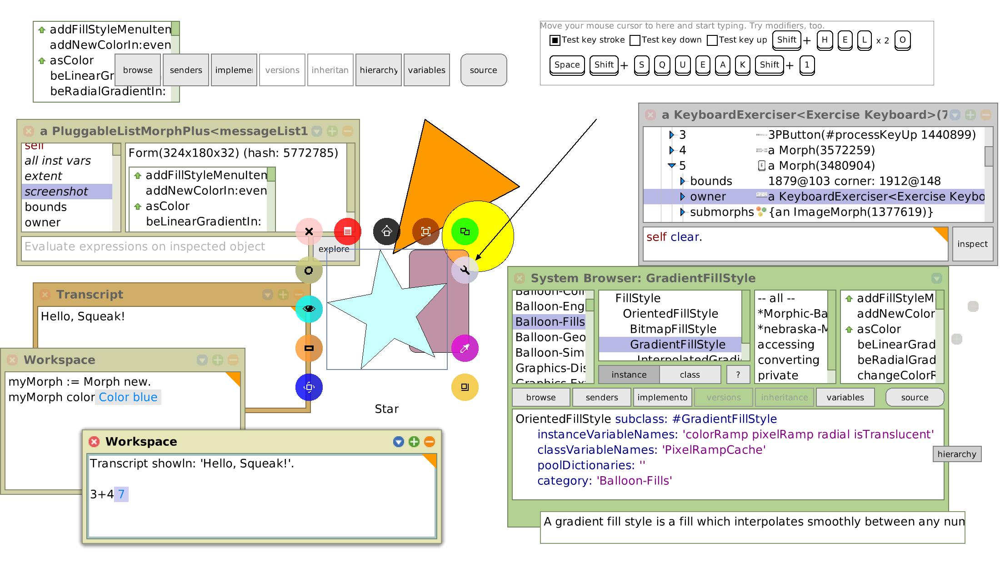 addFillStyleMenuItem
addNewColorIn:even
asColor
beLinearGr
beRadialGradientIn:
browse senders implemen versions inheritan hierarchy variables source
Move your mouse cursor to here and start typing. Try modifiers, too.
Test key stroke Test key down Test key up Shift + H E L x 2 O
Space Shift + S Q U E A K Shift + 1
a PluggableListMorphPlus<messageList1
self
all inst vars
extent
screenshot
bounds
owner
Form(324x180x32) (hash: 5772785)
addFillStyleMenuItem
addNewColorIn:even
asColor
beLinearGradientIn:
Evaluate expressions on inspected object
explore
a KeyboardExerciser<Exercise Keyboard>(7
3 3PButton(#processKeyUp 1440899)
4 a Morph(3572259)
5 a Morph(3480904)
bounds 1879@103 corner: 1912@148
owner a KeyboardExerciser<Exercise Keybo
submorphs {an ImageMorph(1377619)}
self clear.
inspect
Transcript
Hello, Squeak!
Workspace
myMorph := Morph new.
myMorph color Color blue
Star
Workspace
Transcript showln: 'Hello, Squeak!'.
3+4 7
System Browser: GradientFillStyle
Balloon-Coll
Balloon-Eng
Balloon-Fills
Balloon-Geo
Balloon-Sim
Graphics-Dis
Graphics-Ext
FillStyle
OrientedFillStyle
BitmapFillStyle
GradientFillStyle
InterpolatedGradi
instance class ?
-- all --
*Morphic-Ba
*nebraska-M
accessing
converting
private
addFillStyleM
addNewColor
asColor
beLinearGrad
beRadialGrad
changeColorR
browse senders implemento versions inheritance variables source
OrientedFillStyle subclass: #GradientFillStyle
instanceVariableNames: 'colorRamp pixelRamp radial isTranslucent'
classVariableNames: 'PixelRampCache'
poolDictionaries: ''
category: 'Balloon-Fills'
hierarchy
A gradient fill style is a fill which interpolates smoothly between any num